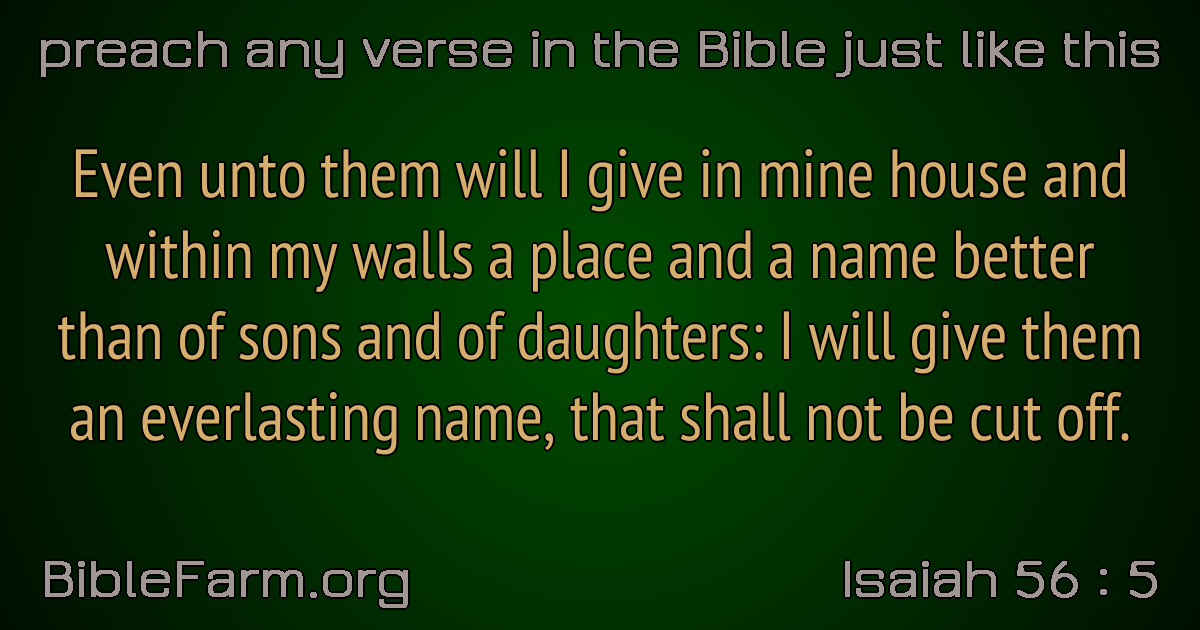 preach any verse in the Bible just like this
Even unto them will I give in mine house and
within my walls a place and a name better
than of sons and of daughters: I will give them
an everlasting name, that shall not be cut off.
BibleFarm.org
Isaiah 56 : 5